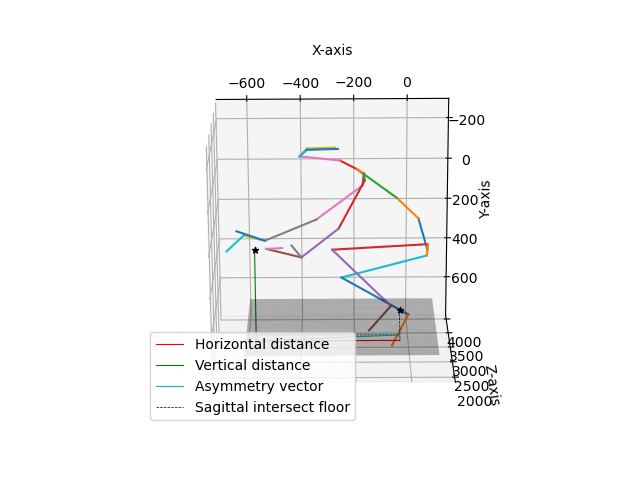 X-axis
−600 −400 −200 0
−200
0
200
400
600
Y-axis
4000
3500
3000
2500
2000
Z-axis
Horizontal distance
Vertical distance
Asymmetry vector
Sagittal intersect floor